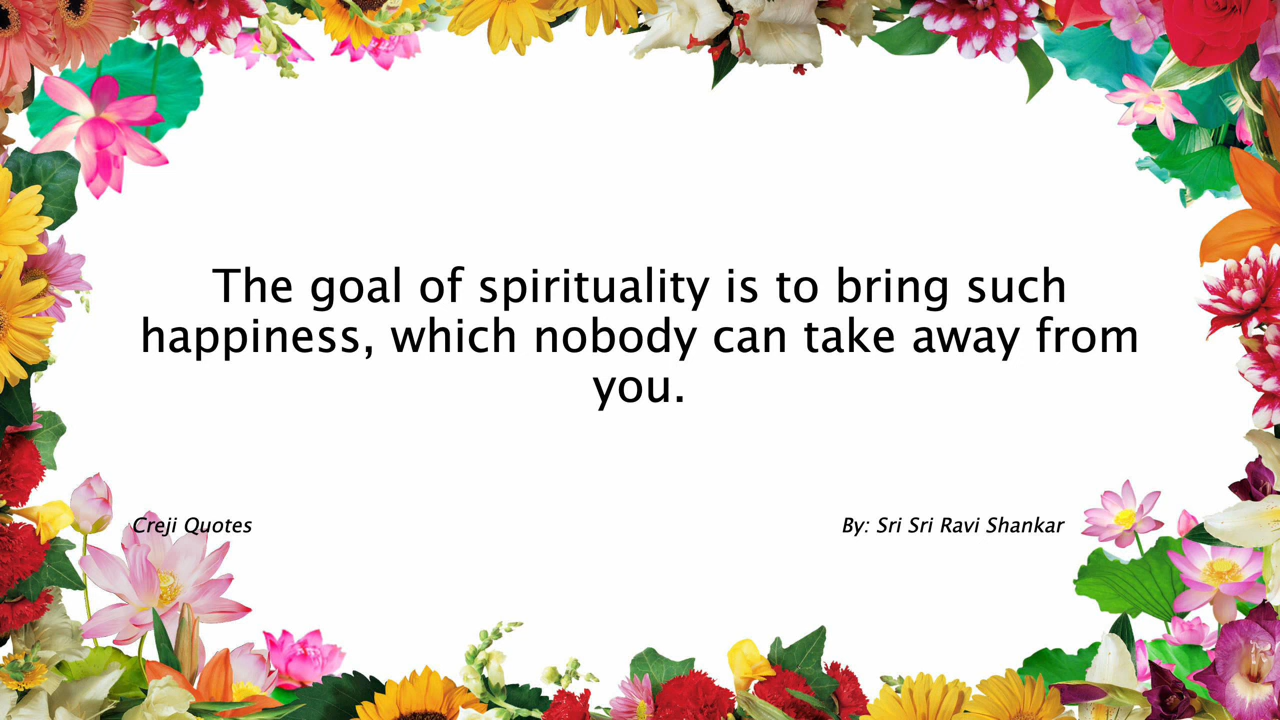 The goal of spirituality is to bring such
happiness, which nobody can take away from
you.
Creji Quotes
By: Sri Sri Ravi Shankar